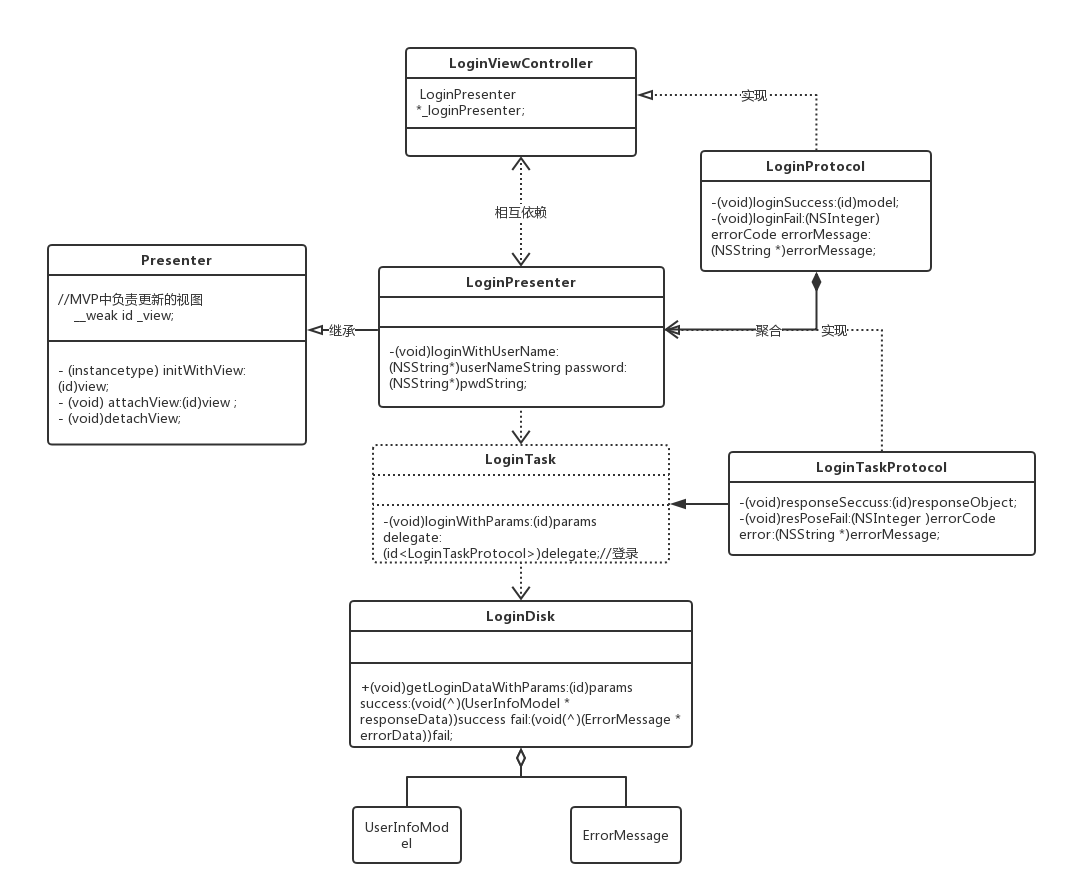 LoginViewController
LoginPresenter
*_loginPresenter;
实现
LoginProtocol
-(void)loginSuccess:(id)model;
-(void)loginFail:(NSInteger)
errorCode errorMessage:
(NSString *)errorMessage;
相互依赖
Presenter
//MVP中负责更新的视图
__weak id _view;
- (instancetype) initWithView:
(id)view;
- (void) attachView:(id)view ;
- (void)detachView;
继承
LoginPresenter
-(void)loginWithUserName:
(NSString*)userNameString password:
(NSString*)pwdString;
聚合
实现
LoginTask
-(void)loginWithParams:(id)params
delegate:
(id<LoginTaskProtocol>)delegate;//登录
LoginTaskProtocol
-(void)responseSeccuss:(id)responseObject;
-(void)resPoseFail:(NSInteger )errorCode
error:(NSString *)errorMessage;
LoginDisk
+(void)getLoginDataWithParams:(id)params
success:(void(^)(UserInfoModel *
responseData))success fail:(void(^)(ErrorMessage *
errorData))fail;
UserInfoMod
el
ErrorMessage